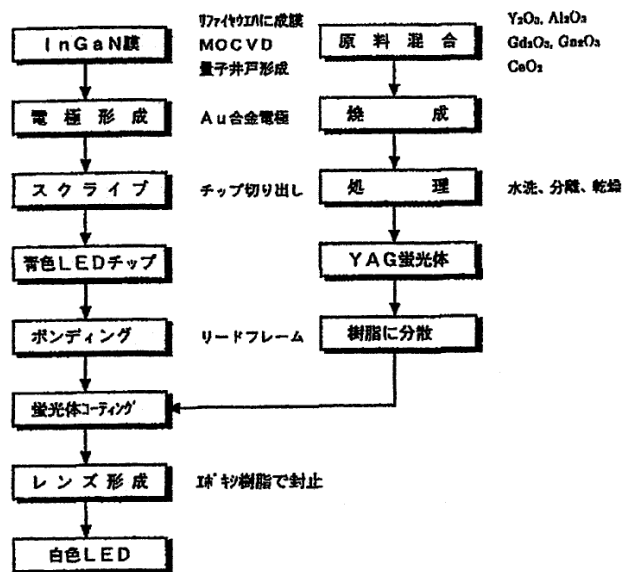 InGaN膜
サファイヤウエハに成膜
MOCVD
量子井戸形成
電極形成
Au合金電極
スクライブ
チップ切り出し
青色LEDチップ
ボンディング
リードフレーム
蛍光体コーティング
レンズ形成
エポキシ樹脂で封止
白色LED
原料混合
Y₂O₃, Al₂O₃
Gd₂O₃, Ga₂O₃
CeO₂
焼成
処理
水洗、分離、乾燥
YAG蛍光体
樹脂に分散